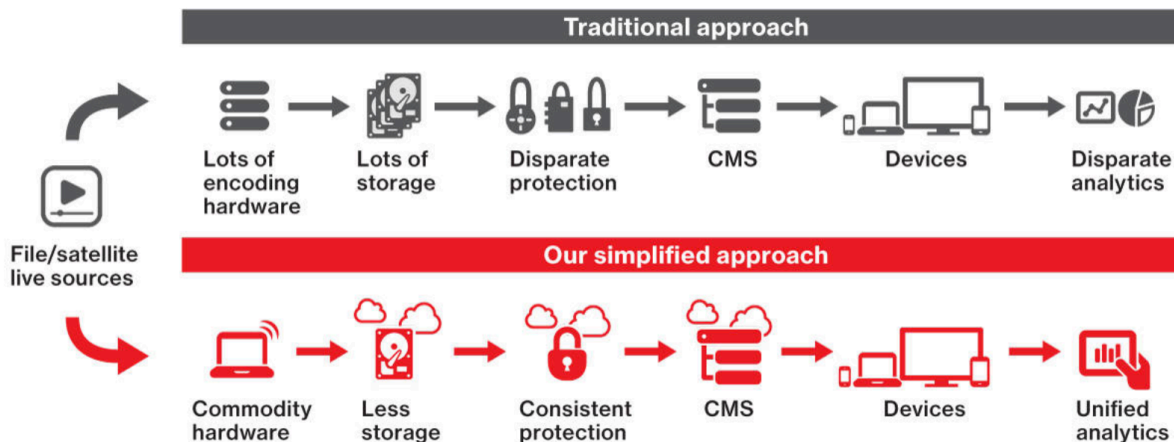 Traditional approach
Lots of
encoding
hardware
Lots of
storage
Disparate
protection
CMS
Devices
Disparate
analytics
File/satellite
live sources
Our simplified approach
Commodity
hardware
Less
storage
Consistent
protection
CMS
Devices
Unified
analytics